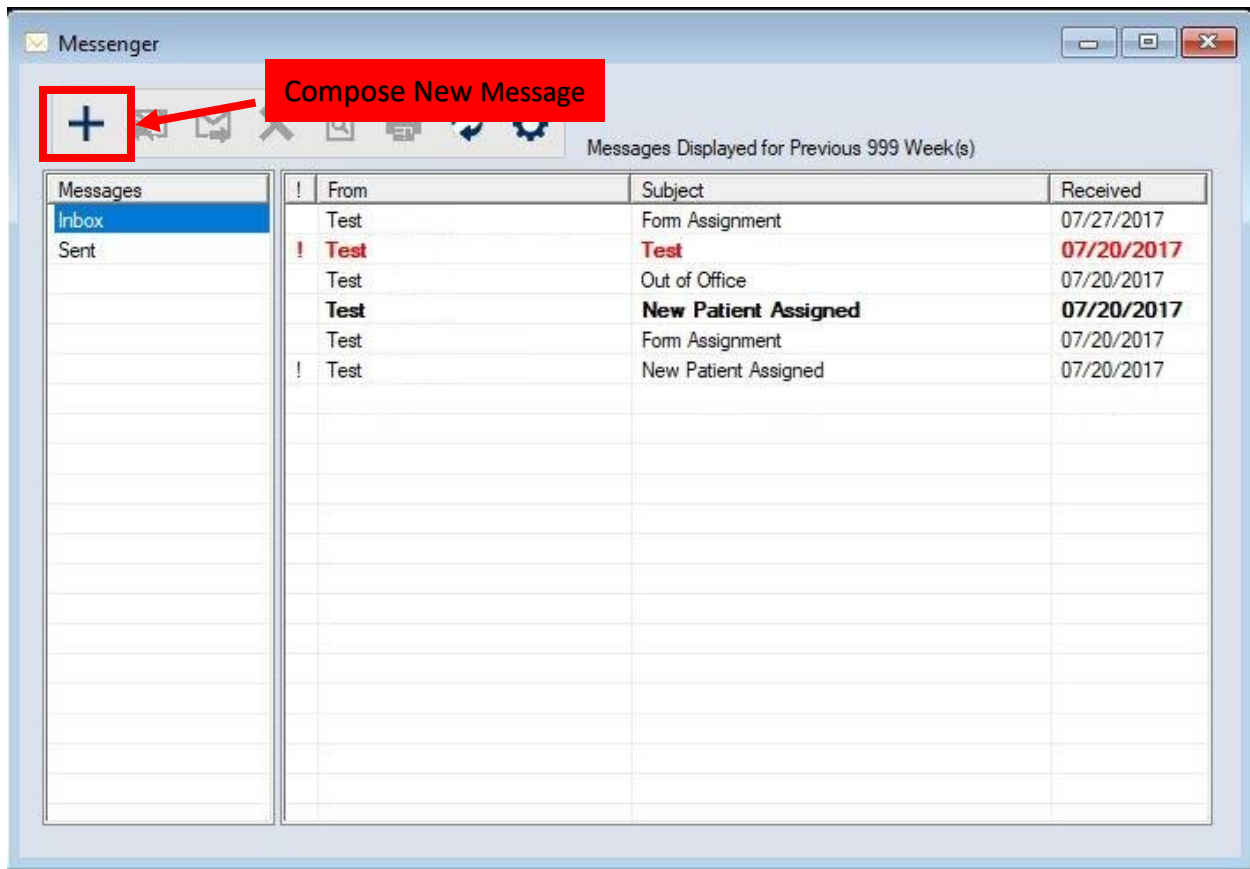 Messenger
Compose New Message
Messages Displayed for Previous 999 Week(s)
Messages ! From Subject Received
Inbox Test Form Assignment 07/27/2017
Sent ! Test Test 07/20/2017
Test Out of Office 07/20/2017
Test New Patient Assigned 07/20/2017
Test Form Assignment 07/20/2017
! Test New Patient Assigned 07/20/2017